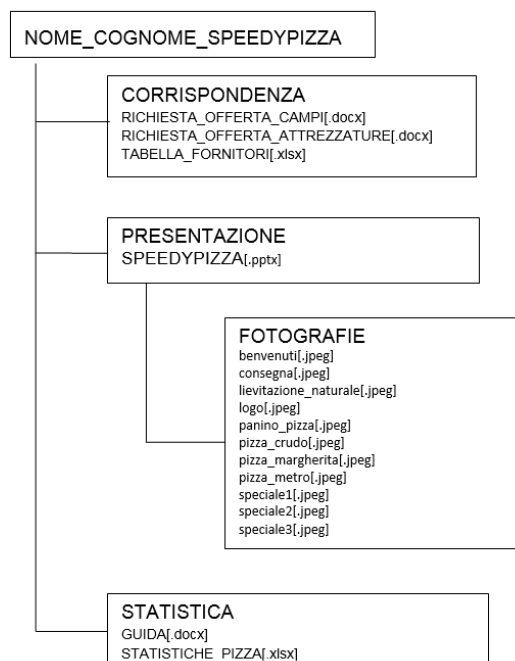 NOME_COGNOME_SPEEDYPIZZA
CORRISPONDENZA
RICHIESTA_OFFERTA_CAMPI[.docx]
RICHIESTA_OFFERTA_ATTREZZATURE[.docx]
TABELLA_FORNITORI[.xlsx]
PRESENTAZIONE
SPEEDYPIZZA[.pptx]
FOTOGRAFIE
benvenuti[.jpeg]
consegna[.jpeg]
lievitazione_naturale[.jpeg]
logo[.jpeg]
panino_pizza[.jpeg]
pizza_crudo[.jpeg]
pizza_margherita[.jpeg]
pizza_metro[.jpeg]
speciale1[.jpeg]
speciale2[.jpeg]
speciale3[.jpeg]
STATISTICA
GUIDA[.docx]
STATISTICHE_PIZZA[.xlsx]